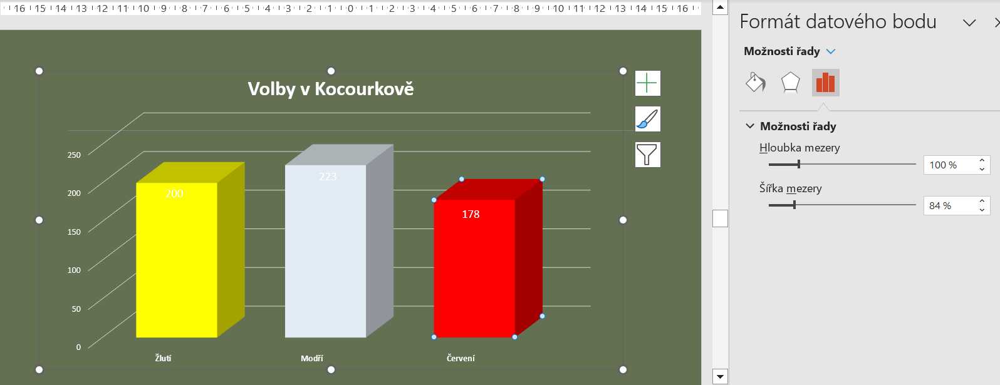 16 15 14 13 12 11 10 9 8 7 6 5 4 3 2 1 0 1 2 3 4 5 6 7 8 9 10 11 12 13 14 15 16
Formát datového bodu
Možnosti řady
Volby v Kocourkově
Možnosti řady
Hloubka mezery
100 %
Šířka mezery
84 %
250
200
150
100
50
0
200
223
178
Žlutí Modří Červení